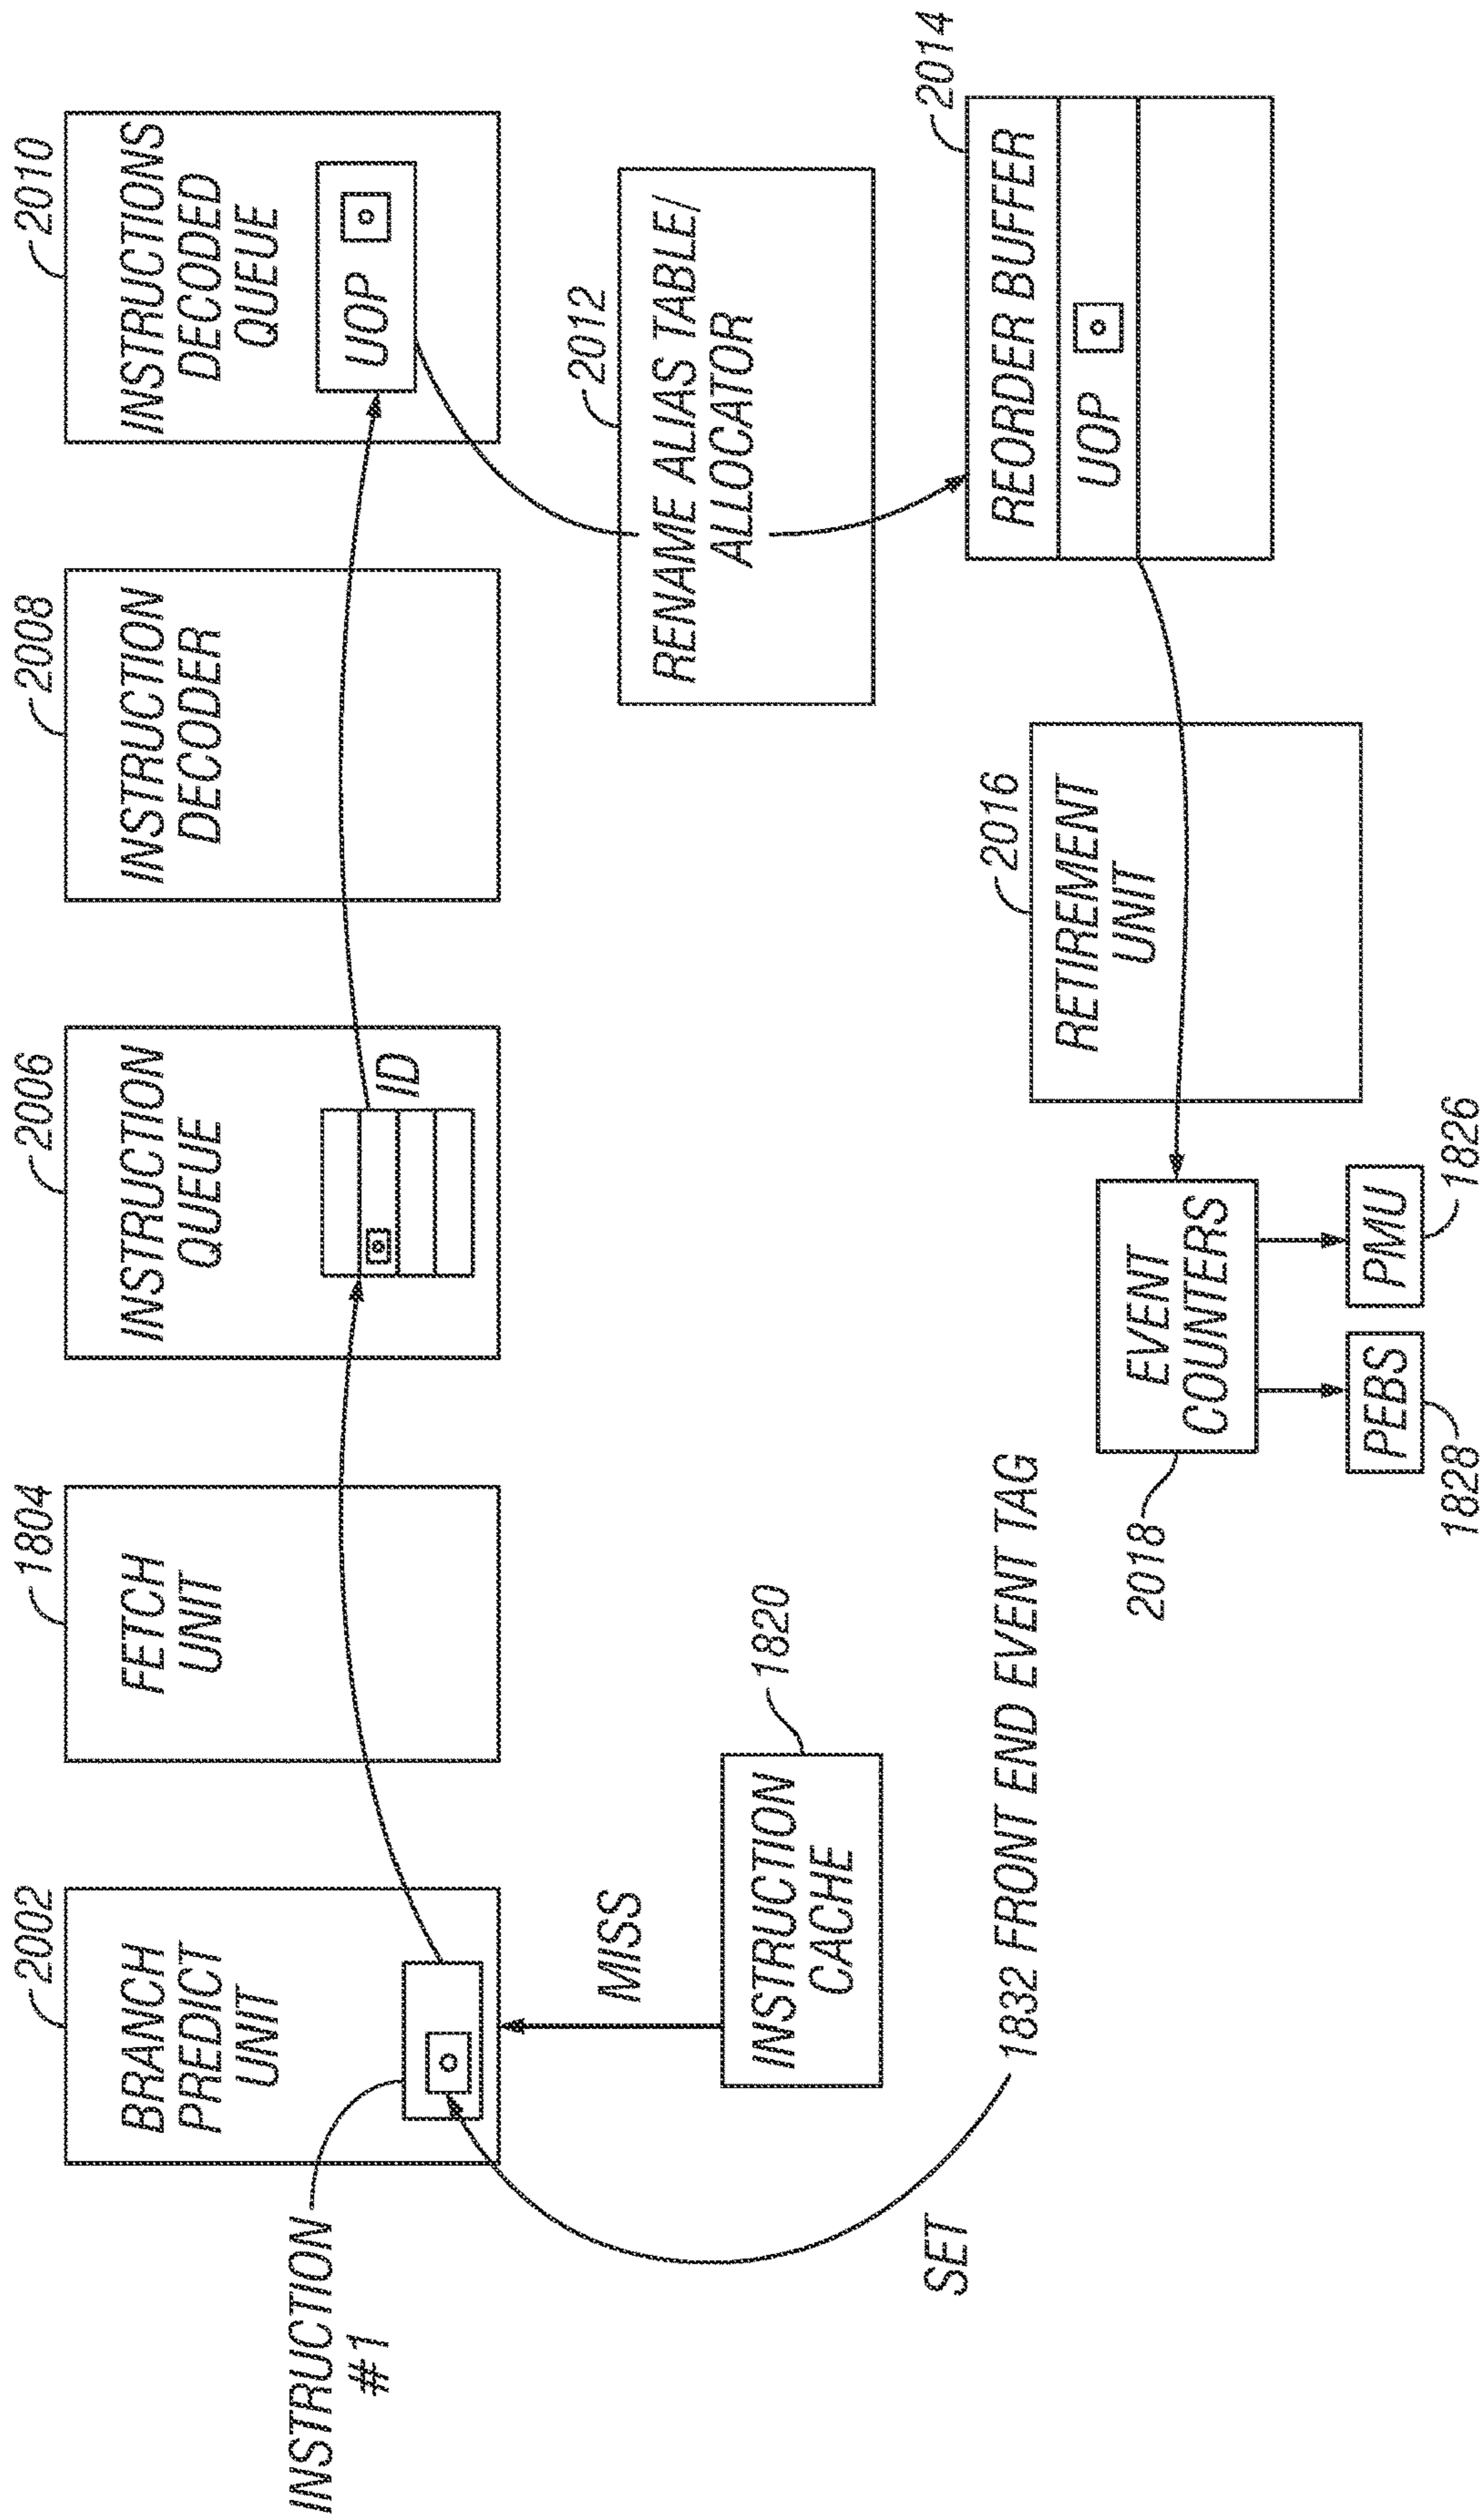 2002
BRANCH
PREDICT
UNIT
INSTRUCTION
#1
1804
FETCH
UNIT
2006
INSTRUCTION
QUEUE
ID
2008
INSTRUCTION
DECODER
2010
INSTRUCTIONS
DECODED
QUEUE
UOP
MISS
INSTRUCTION
CACHE
1820
SET
1832 FRONT END EVENT TAG
2012
RENAME ALIAS TABLE/
ALLOCATOR
2014
REORDER BUFFER
UOP
2016
RETIREMENT
UNIT
2018
EVENT
COUNTERS
PEBS
1828
PMU
1826